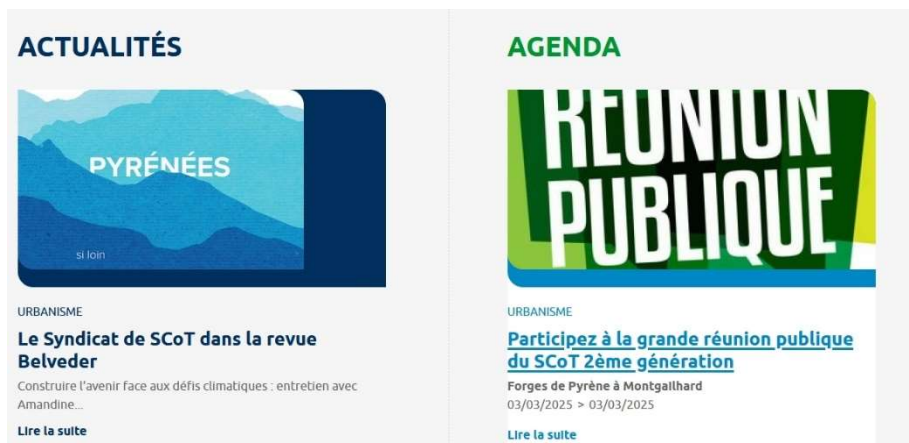 ACTUALITÉS
PYRÉNÉES
si loin
URBANISME
Le Syndicat de SCoT dans la revue
Belveder
Construire l'avenir face aux défis climatiques : entretien avec
Amandine...
Lire la suite
AGENDA
RÉUNION
PUBLIQUE
URBANISME
Participez à la grande réunion publique
du SCoT 2ème génération
Forges de Pyrène à Montgailhard
03/03/2025 > 03/03/2025
Lire la suite